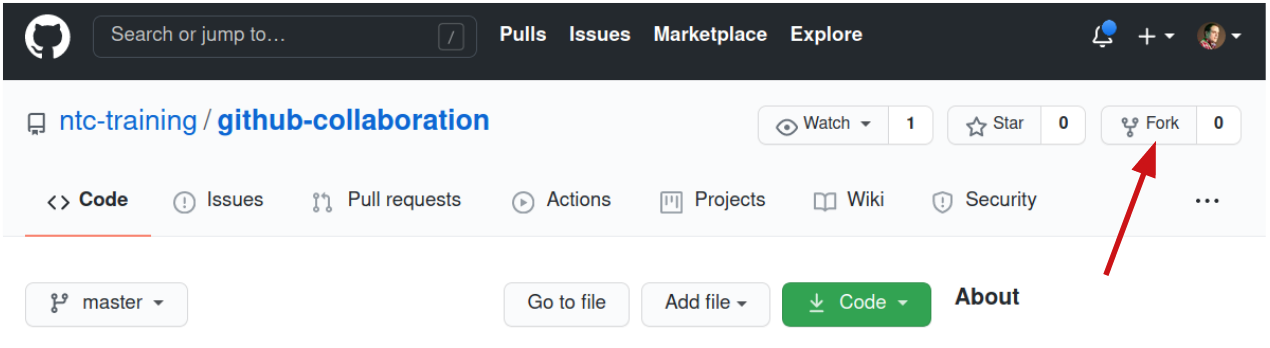 Search or jump to… /
Pulls Issues Marketplace Explore
ntc-training / github-collaboration
Watch 1 Star 0 Fork 0
Code Issues Pull requests Actions Projects Wiki Security ...
master Go to file Add file Code About